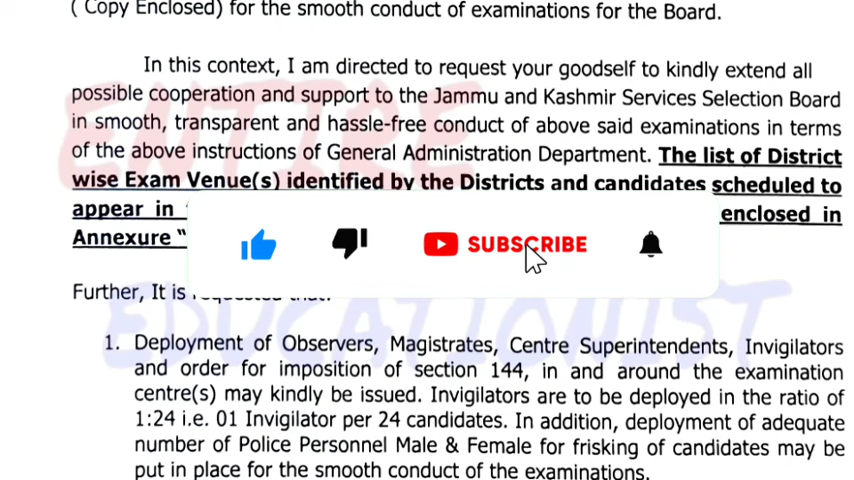 ( Copy Enclosed) for the smooth conduct of examinations for the Board.
In this context, I am directed to request your goodself to kindly extend all
possible cooperation and support to the Jammu and Kashmir Services Selection Board
in smooth, transparent and hassle-free conduct of above said examinations in terms
of the above instructions of General Administration Department. The list of District
wise Exam Venue(s) identified by the Districts and candidates scheduled to
appear in enclosed in
Annexure "
SUBSCRIBE
Further, It is requested that:
1. Deployment of Observers, Magistrates, Centre Superintendents, Invigilators
and order for imposition of section 144, in and around the examination
centre(s) may kindly be issued. Invigilators are to be deployed in the ratio of
1:24 i.e. 01 Invigilator per 24 candidates. In addition, deployment of adequate
number of Police Personnel Male & Female for frisking of candidates may be
put in place for the smooth conduct of the examinations.
ENTIRE
EDUCATIONIST